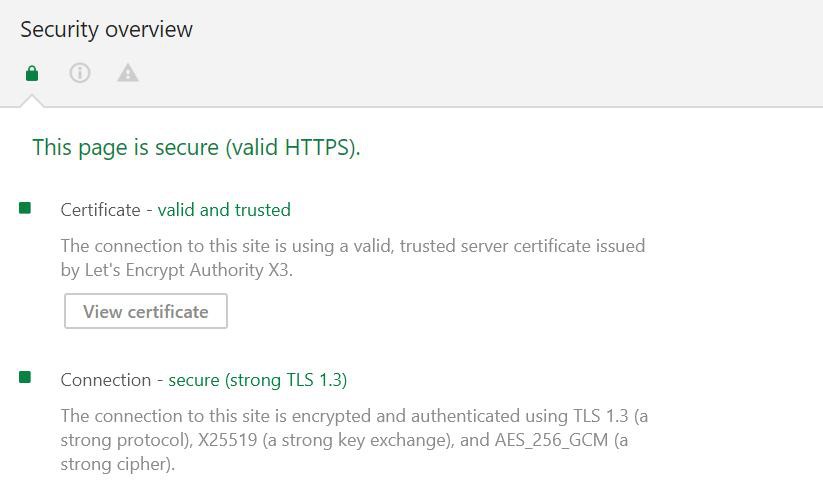 Security overview
This page is secure (valid HTTPS).
Certificate - valid and trusted
The connection to this site is using a valid, trusted server certificate issued
by Let's Encrypt Authority X3.
View certificate
Connection - secure (strong TLS 1.3)
The connection to this site is encrypted and authenticated using TLS 1.3 (a
strong protocol), X25519 (a strong key exchange), and AES_256_GCM (a
strong cipher).